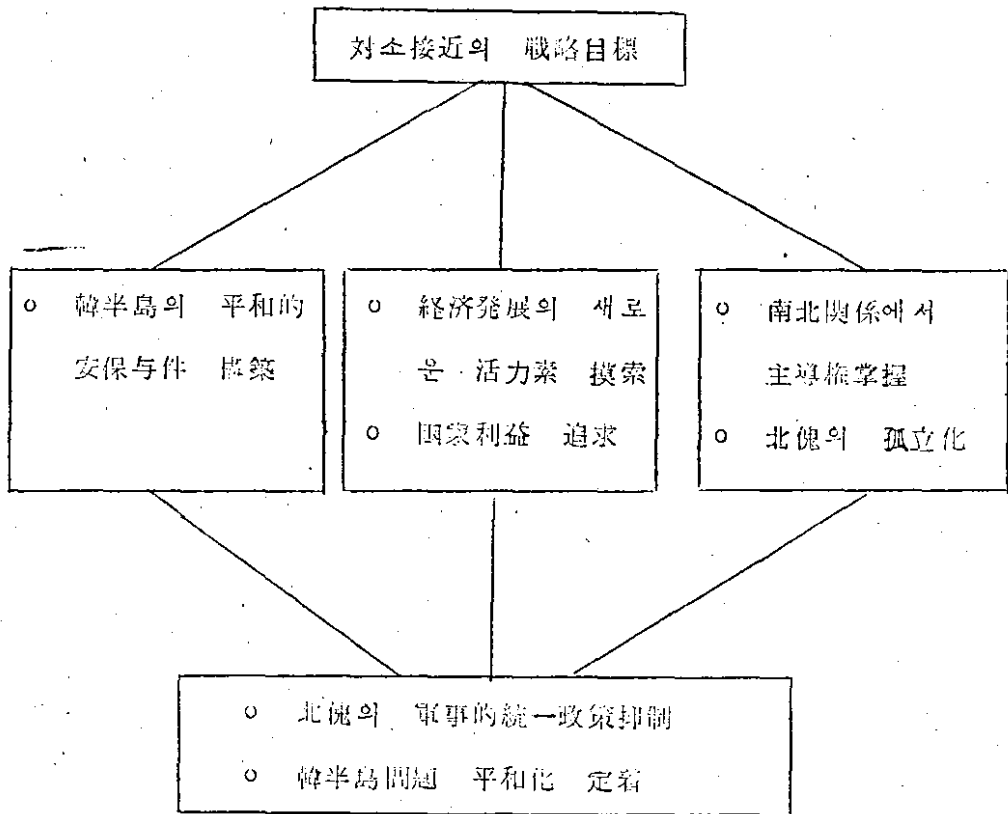 対소接近의 戦略目標
o 韓半島의 平和的
安保与件 構築
o 経済発展의 새로
운 活力素 摸索
o 国家利益 追求
o 南北関係에서
主導権掌握
o 北傀의 孤立化
o 北傀의 軍事的統一政策抑制
o 韓半島問題 平和化 定着